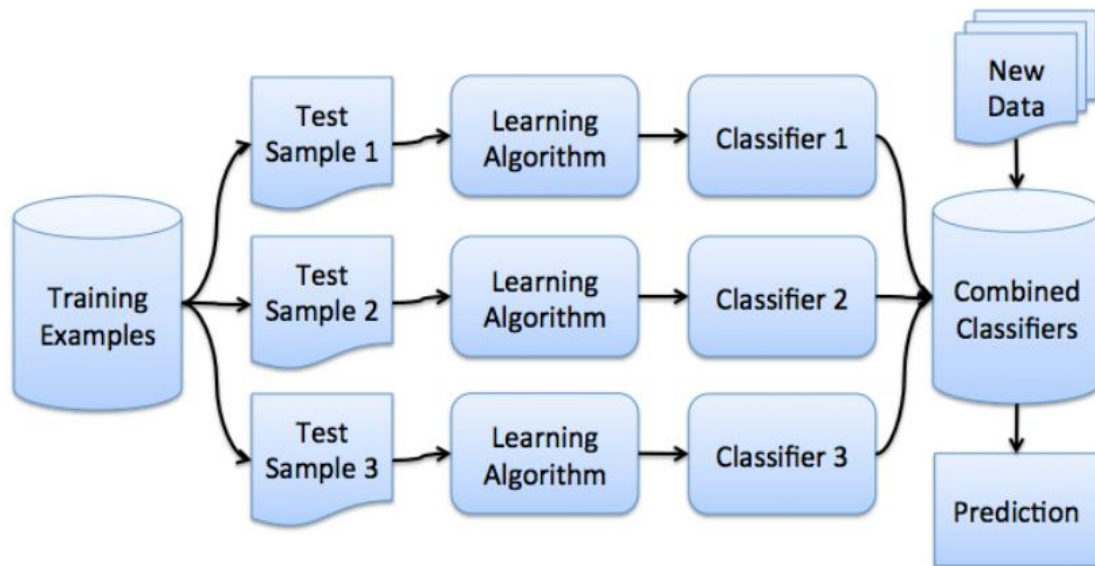 New
Data
Test
Sample 1
Learning
Algorithm
Classifier 1
Training
Examples
Test
Sample 2
Learning
Algorithm
Classifier 2
Combined
Classifiers
Test
Sample 3
Learning
Algorithm
Classifier 3
Prediction